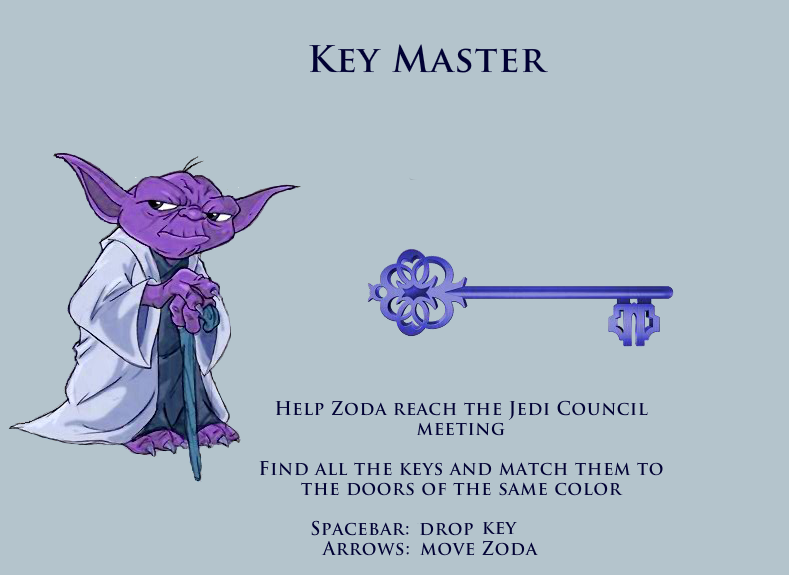 Key Master
Help Zoda reach the Jedi Council
meeting
Find all the keys and match them to
the doors of the same color
Spacebar: drop key
Arrows: move Zoda